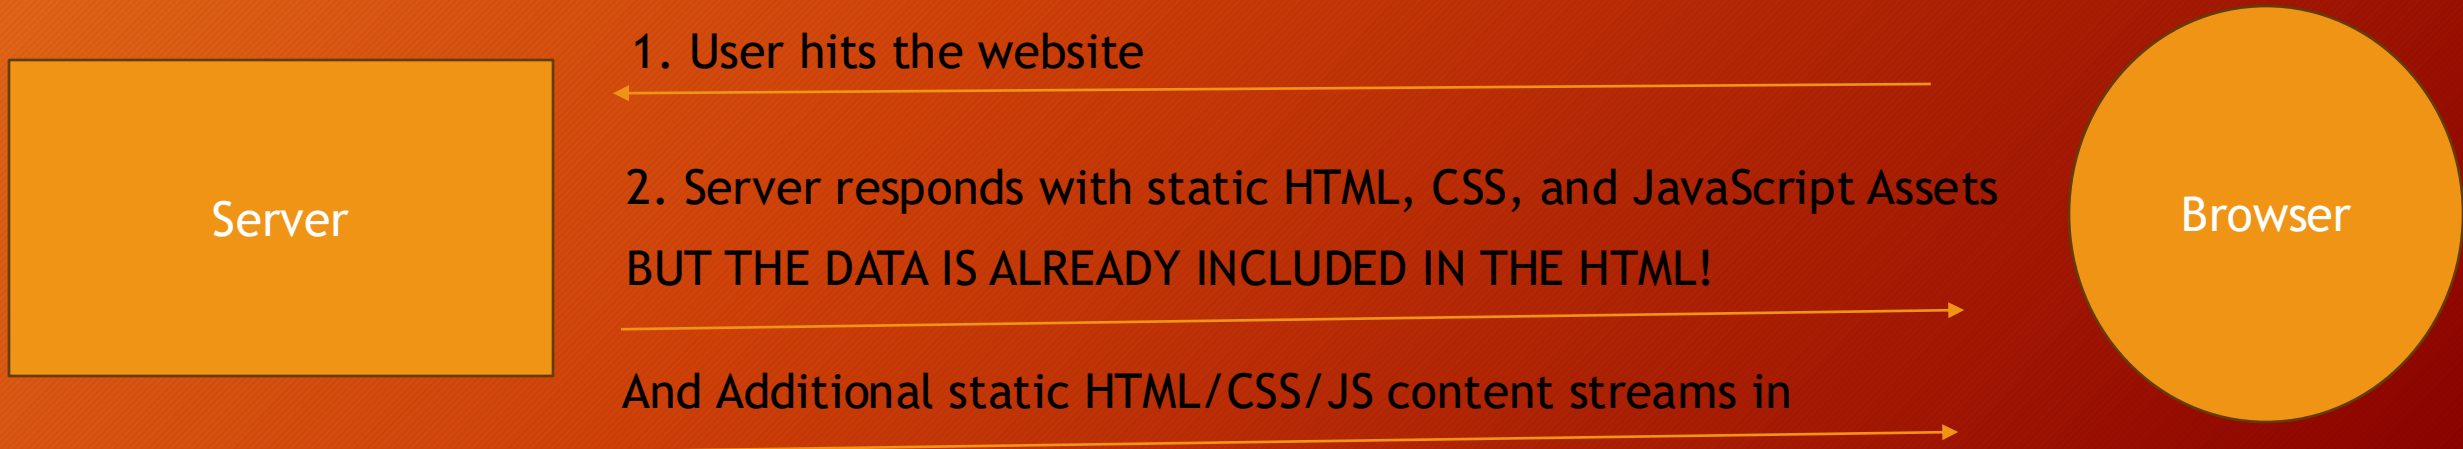 1. User hits the website
2. Server responds with static HTML, CSS, and JavaScript Assets
BUT THE DATA IS ALREADY INCLUDED IN THE HTML!
And Additional static HTML/CSS/JS content streams in
Server
Browser